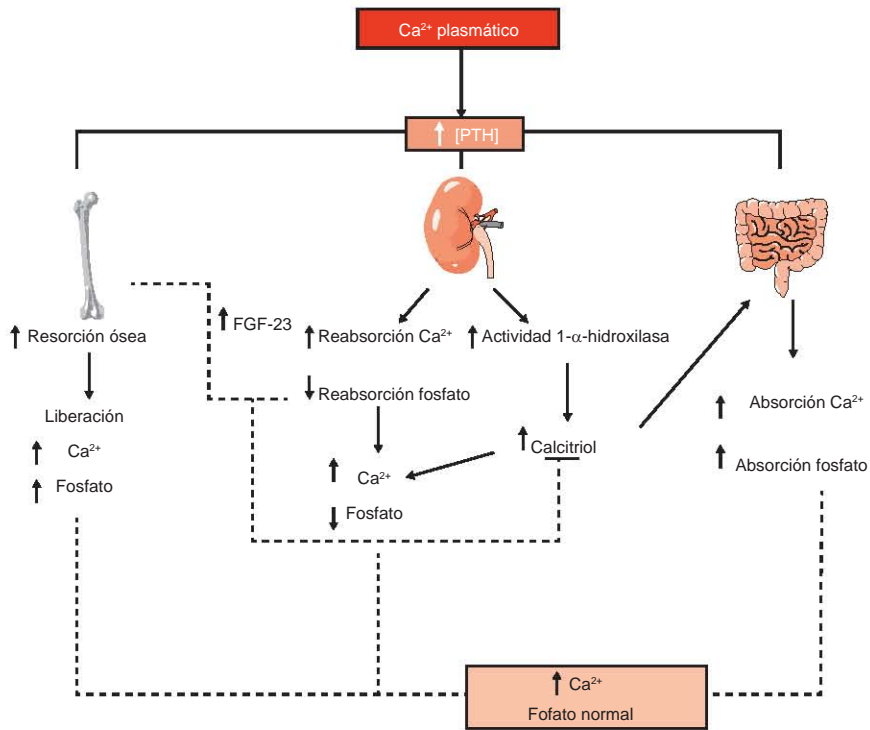 Ca²⁺ plasmático
↑ [PTH]
↑ FGF-23
↑ Resorción ósea
↑ Reabsorción Ca²⁺
↑ Actividad 1-α-hidroxilasa
↓ Reabsorción fosfato
Liberación
↑ Ca²⁺
↑ Fosfato
↑ Calcitriol
↑ Ca²⁺
↓ Fosfato
↑ Absorción Ca²⁺
↑ Absorción fosfato
↑ Ca²⁺
Fofato normal